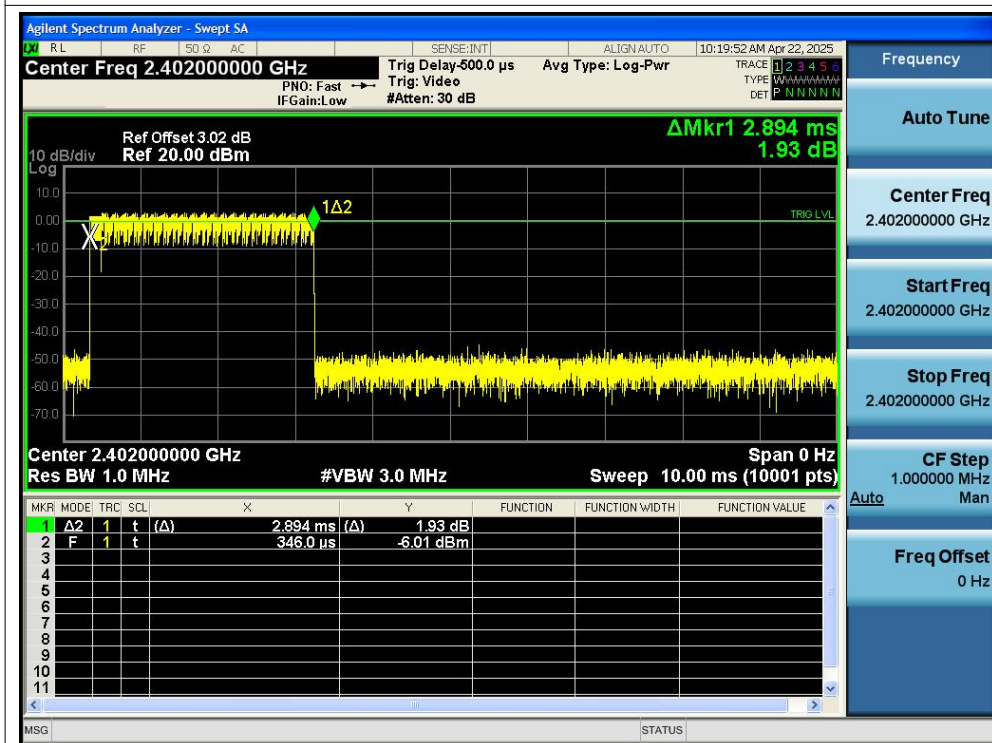 Agilent Spectrum Analyzer - Swept SA
LXI RL RF 50 Ω AC SENSE:INT ALIGN AUTO 10:19:52 AM Apr 22, 2025
Center Freq 2.402000000 GHz
PNO: Fast
IFGain:Low
Trig Delay-500.0 µs
Trig: Video
#Atten: 30 dB
Avg Type: Log-Pwr
TRACE 1 2 3 4 5 6
TYPE WWWWWW
DET P N N N N N
ΔMkr1 2.894 ms
1.93 dB
Ref Offset 3.02 dB
10 dB/div Ref 20.00 dBm
Log
10.0
0.00
-10.0
-20.0
-30.0
-40.0
-50.0
-60.0
-70.0
1Δ2
2
TRIG LVL
Center 2.402000000 GHz Span 0 Hz
Res BW 1.0 MHz #VBW 3.0 MHz Sweep 10.00 ms (10001 pts)
MKR MODE TRC SCL X Y FUNCTION FUNCTION WIDTH FUNCTION VALUE
1 Δ2 1 t (Δ) 2.894 ms (Δ) 1.93 dB
2 F 1 t 346.0 µs -6.01 dBm
3
4
5
6
7
8
9
10
11
MSG STATUS
Frequency
Auto Tune
Center Freq
2.402000000 GHz
Start Freq
2.402000000 GHz
Stop Freq
2.402000000 GHz
CF Step
1.000000 MHz
Auto Man
Freq Offset
0 Hz